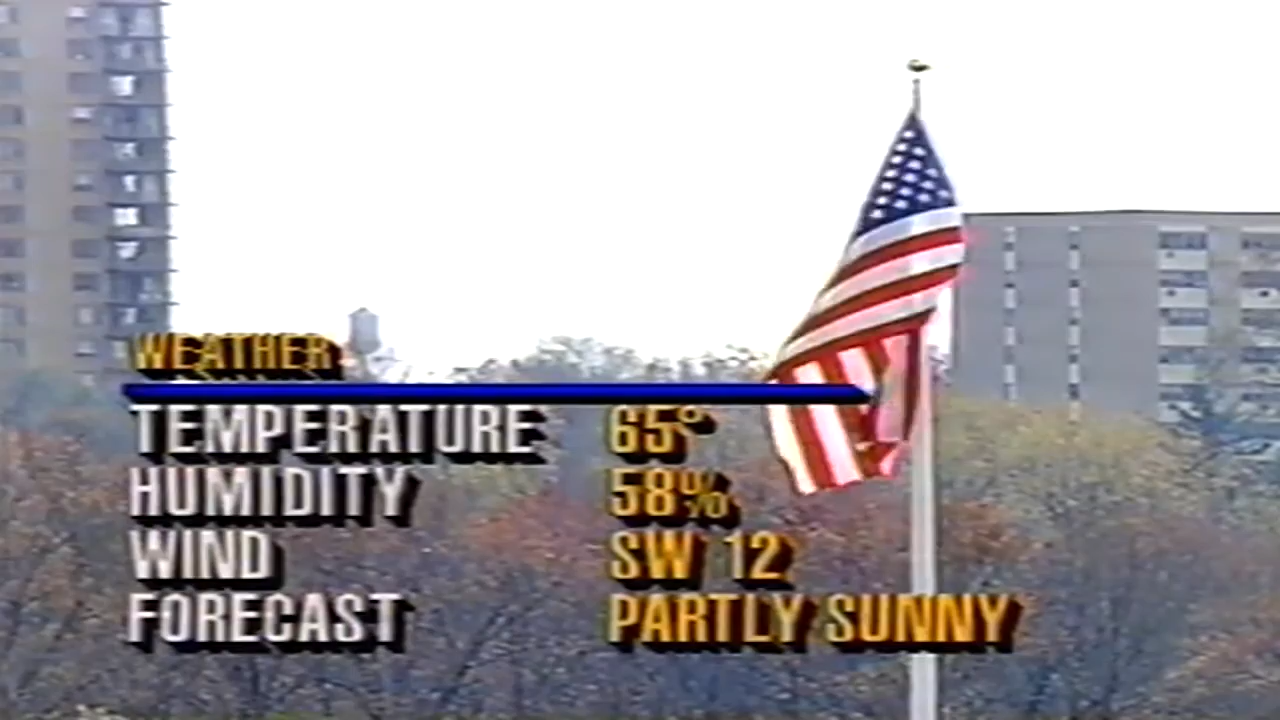 WEATHER
TEMPERATURE 65°
HUMIDITY 58%
WIND SW 12
FORECAST PARTLY SUNNY